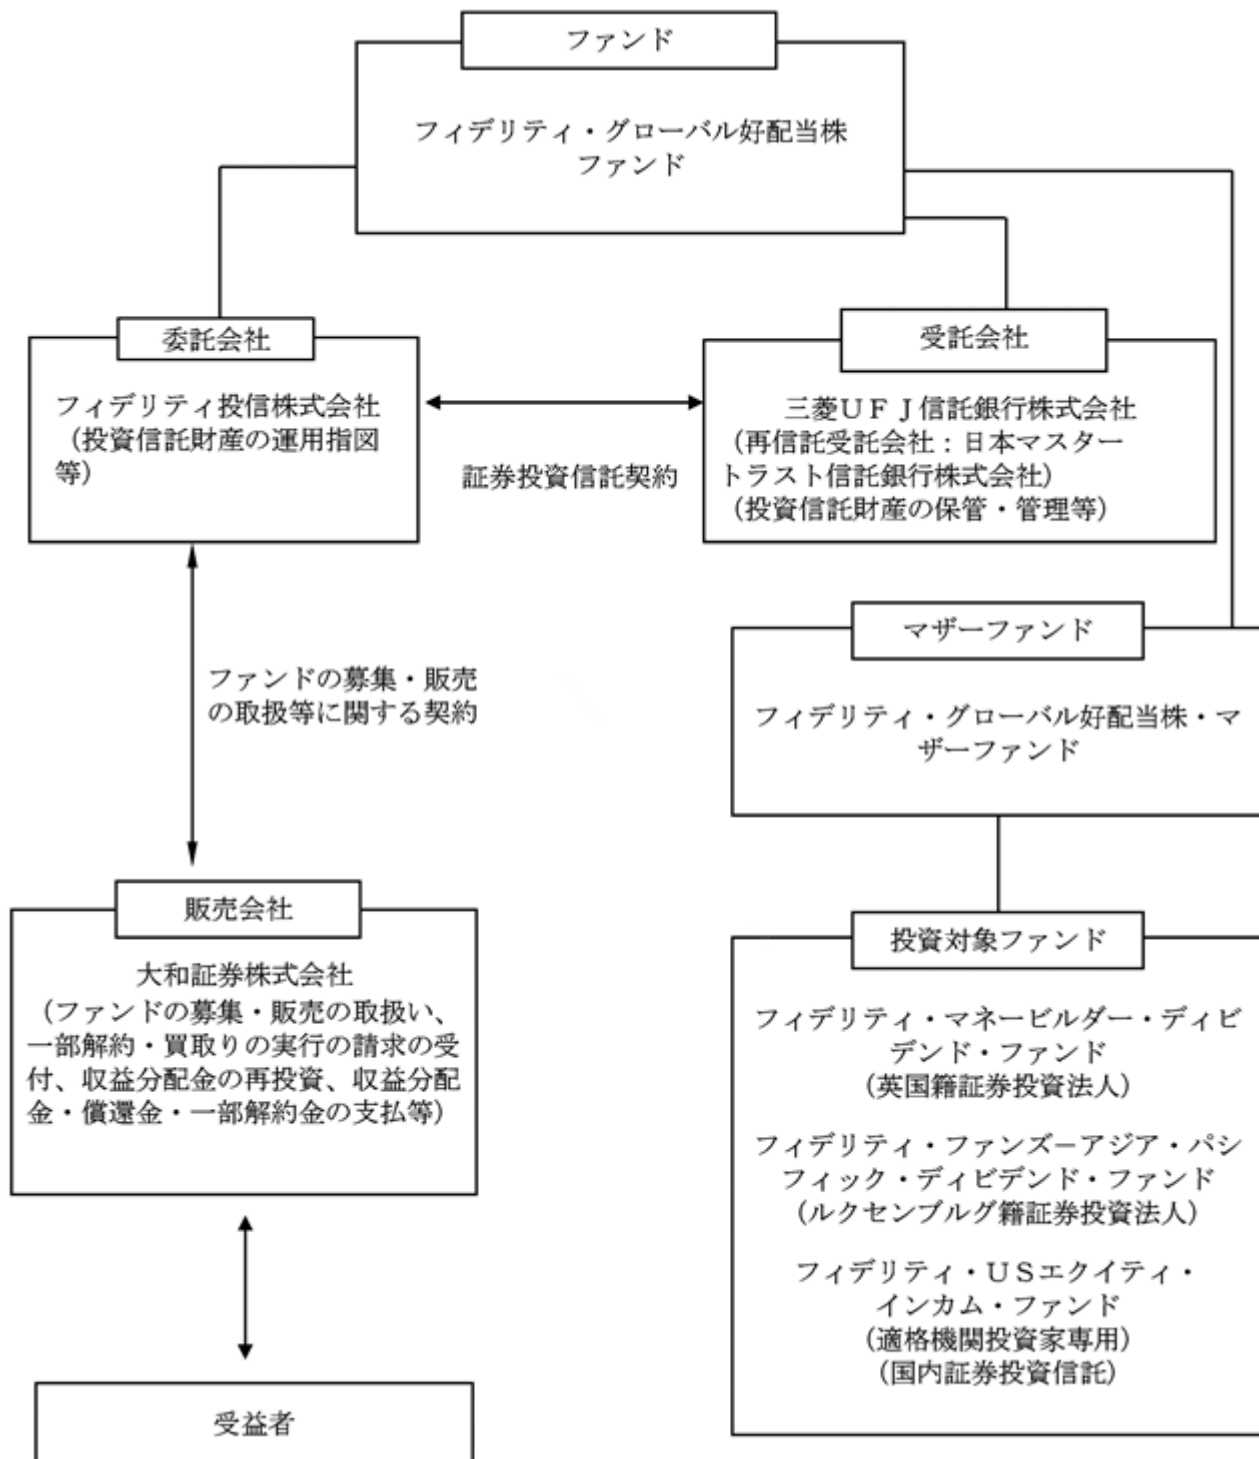 ファンド
フィデリティ・グローバル好配当株
ファンド
委託会社
フィデリティ投信株式会社
（投資信託財産の運用指図
等）
証券投資信託契約
受託会社
三菱ＵＦＪ信託銀行株式会社
（再信託受託会社：日本マスター
トラスト信託銀行株式会社）
（投資信託財産の保管・管理等）
ファンドの募集・販売
の取扱等に関する契約
マザーファンド
フィデリティ・グローバル好配当株・マ
ザーファンド
販売会社
大和証券株式会社
（ファンドの募集・販売の取扱い、
一部解約・買取りの実行の請求の受
付、収益分配金の再投資、収益分配
金・償還金・一部解約金の支払等）
投資対象ファンド
フィデリティ・マネービルダー・ディビ
デンド・ファンド
（英国籍証券投資法人）
フィデリティ・ファンズ－アジア・パシ
フィック・ディビデンド・ファンド
（ルクセンブルグ籍証券投資法人）
フィデリティ・ＵＳエクイティ・
インカム・ファンド
（適格機関投資家専用）
（国内証券投資信託）
受益者